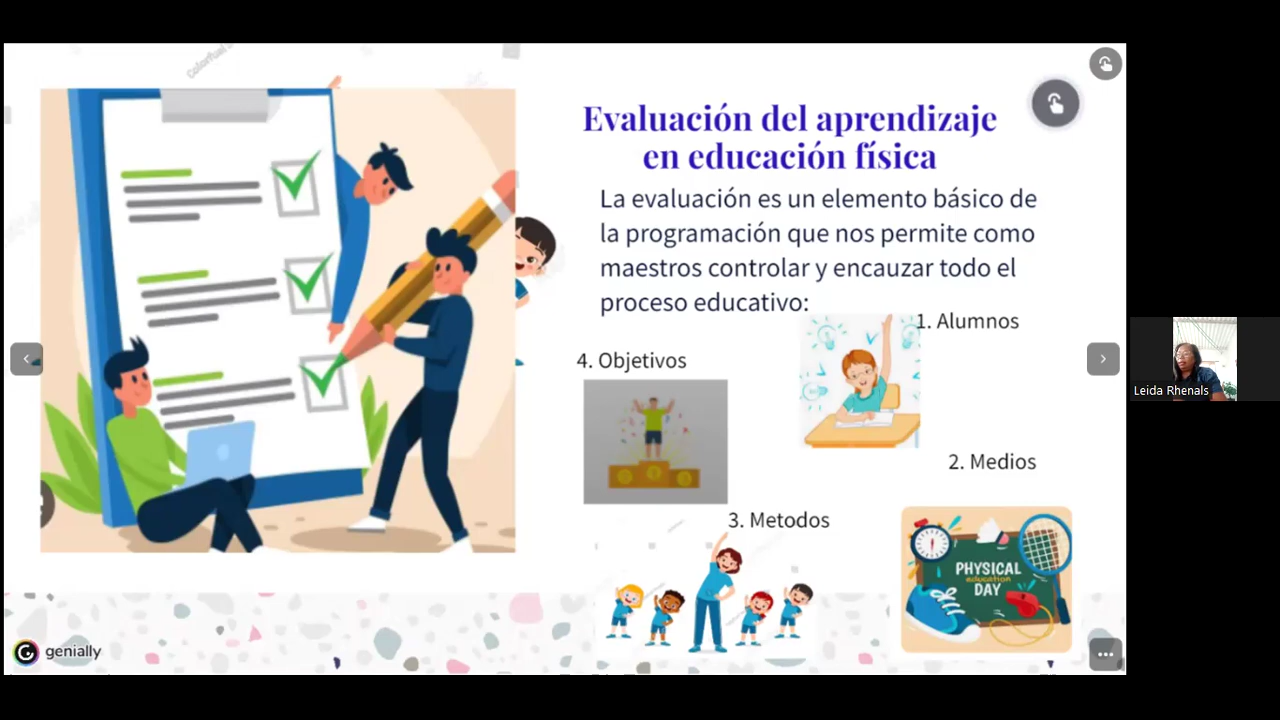 Evaluación del aprendizaje
en educación física
La evaluación es un elemento básico de
la programación que nos permite como
maestros controlar y encauzar todo el
proceso educativo:
1. Alumnos
4. Objetivos
2. Medios
3. Metodos
PHYSICAL
education
DAY
genially
Leida Rhenals